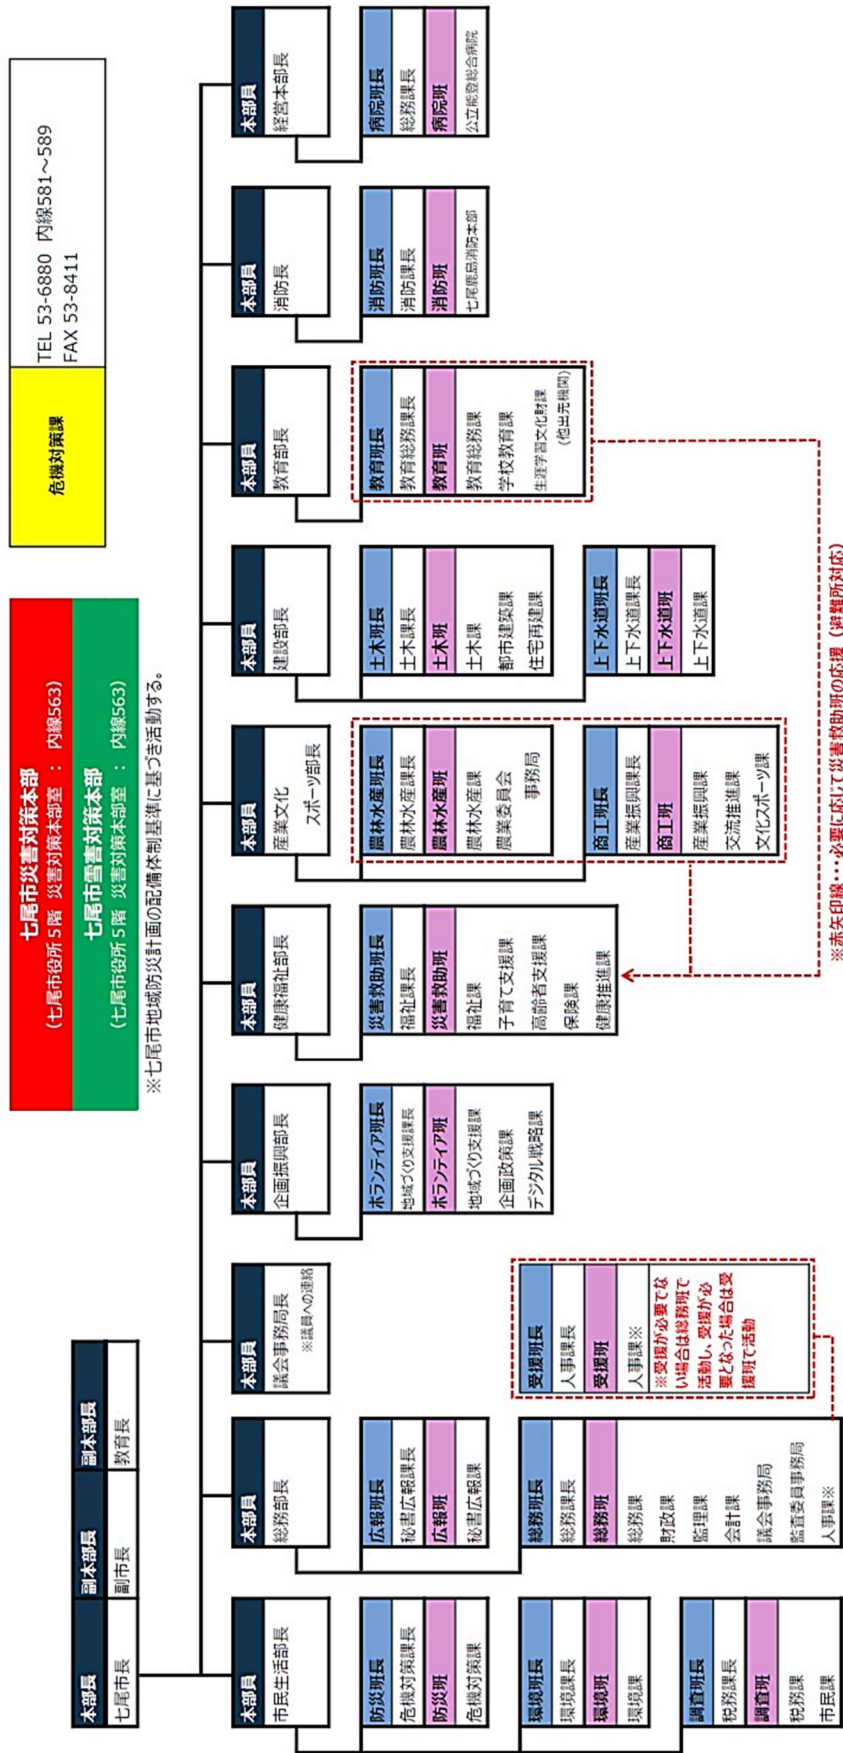 七尾市災害対策本部
(七尾市役所5階 災害対策本部室 : 内線563)
七尾市雪害対策本部
(七尾市役所5階 災害対策本部室 : 内線563)
危機対策課
TEL 53-6880 内線581～589
FAX 53-8411
※七尾市地域防災計画の配備体制基準に基づき活動する。
本部長
七尾市長
副本部長
副市長
副本部長
教育長
本部員
市民生活部長
防災班長
危機対策課長
防災班
危機対策課
環境班長
環境課長
環境班
環境課
調査班長
税務課長
調査班
税務課
市民課
本部員
総務部長
広報班長
秘書広報課長
広報班
秘書広報課
総務班長
総務課長
総務班
総務課
財政課
監理課
会計課
議会事務局
監査委員事務局
人事課※
本部員
議会事務局長
※議員への連絡
受援班長
人事課長
受援班
人事課※
※受援が必要でな
い場合は総務班で
活動し、受援が必
要となった場合は受
援班で活動
本部員
企画振興部長
ボランティア班長
地域づくり支援課長
ボランティア班
地域づくり支援課
企画政策課
デジタル戦略課
本部員
健康福祉部長
災害救助班長
福祉課長
災害救助班
福祉課
子育て支援課
高齢者支援課
保険課
健康推進課
本部員
産業文化
スポーツ部長
農林水産班長
農林水産課長
農林水産班
農林水産課
農業委員会
事務局
商工班長
産業振興課長
商工班
産業振興課
交流推進課
文化スポーツ課
本部員
建設部長
土木班長
土木課長
土木班
土木課
都市建築課
住宅再建課
上下水道班長
上下水道課長
上下水道班
上下水道課
本部員
教育部長
教育班長
教育総務課長
教育班
教育総務課
学校教育課
生涯学習文化財課
(他出先機関)
本部員
消防長
消防班長
消防課長
消防班
七尾鹿島消防本部
本部員
経営本部長
病院班長
総務課長
病院班
公立能登総合病院
※赤矢印線・・・必要に応じて災害救助班の応援（避難所対応）